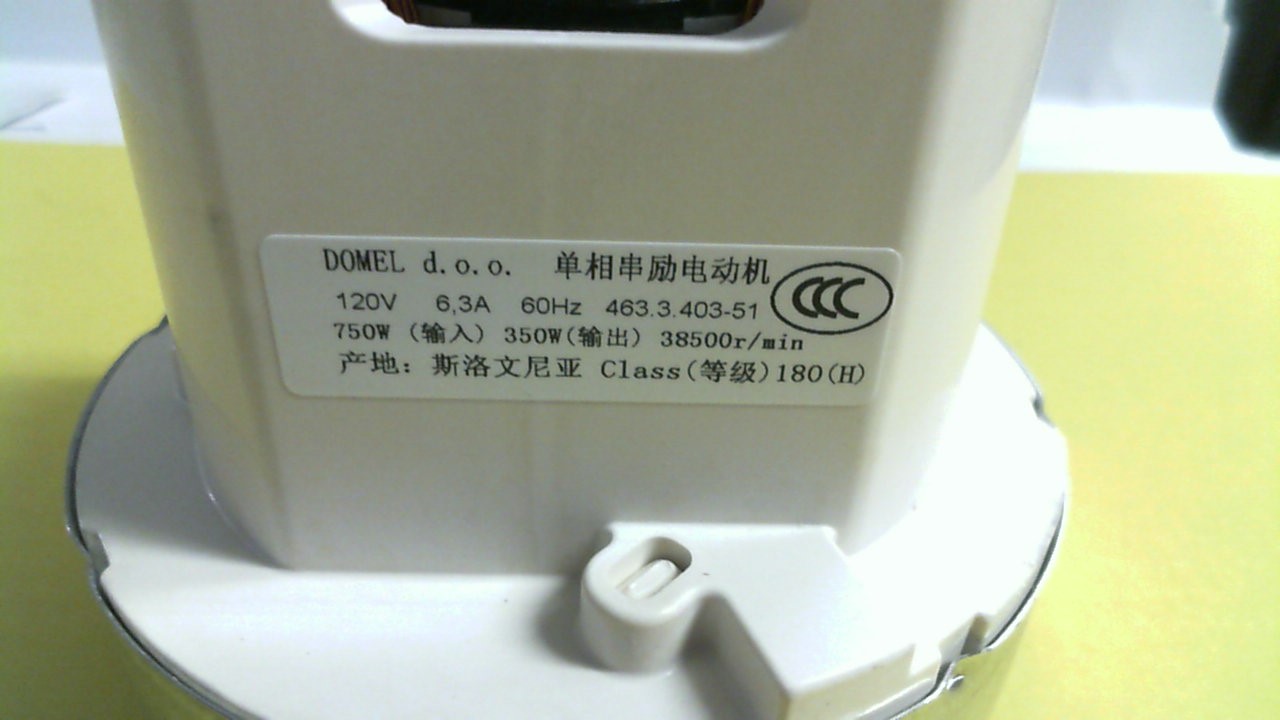 DOMEL d.o.o. 单相串励电动机
120V 6,3A 60Hz 463.3.403-51
750W (输入) 350W(输出) 38500r/min
产地: 斯洛文尼亚 Class(等级)180(H)
CCC